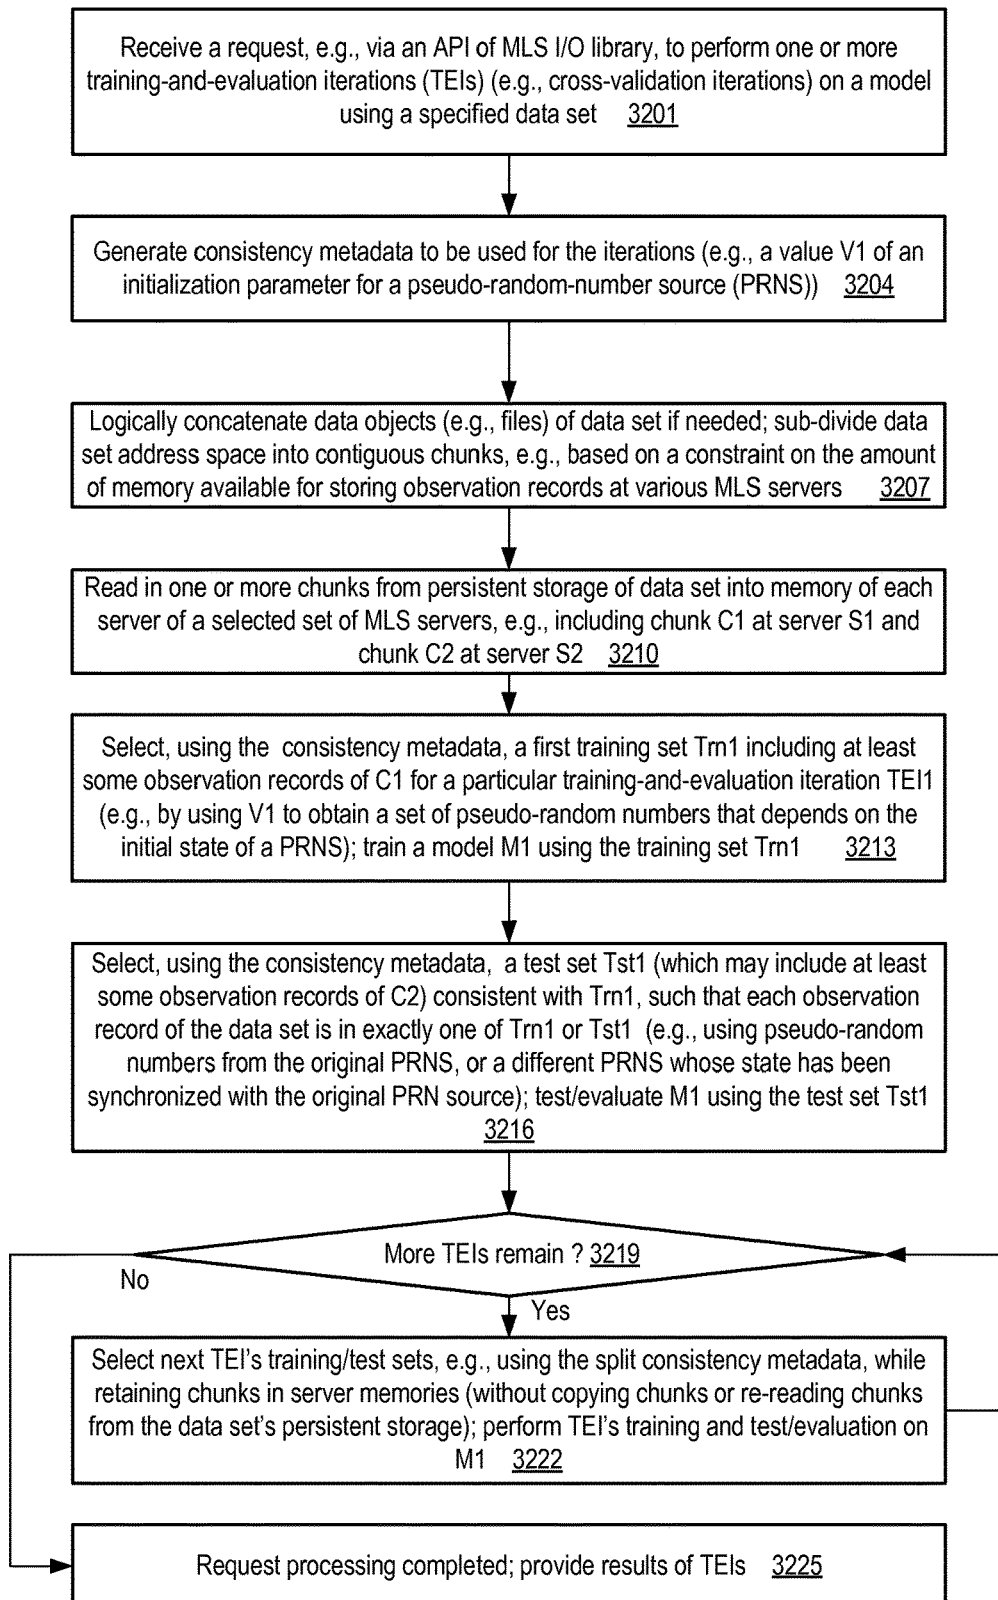 Receive a request, e.g., via an API of MLS I/O library, to perform one or more
training-and-evaluation iterations (TEIs) (e.g., cross-validation iterations) on a model
using a specified data set 3201
Generate consistency metadata to be used for the iterations (e.g., a value V1 of an
initialization parameter for a pseudo-random-number source (PRNS)) 3204
Logically concatenate data objects (e.g., files) of data set if needed; sub-divide data
set address space into contiguous chunks, e.g., based on a constraint on the amount
of memory available for storing observation records at various MLS servers 3207
Read in one or more chunks from persistent storage of data set into memory of each
server of a selected set of MLS servers, e.g., including chunk C1 at server S1 and
chunk C2 at server S2 3210
Select, using the consistency metadata, a first training set Trn1 including at least
some observation records of C1 for a particular training-and-evaluation iteration TEI1
(e.g., by using V1 to obtain a set of pseudo-random numbers that depends on the
initial state of a PRNS); train a model M1 using the training set Trn1 3213
Select, using the consistency metadata, a test set Tst1 (which may include at least
some observation records of C2) consistent with Trn1, such that each observation
record of the data set is in exactly one of Trn1 or Tst1 (e.g., using pseudo-random
numbers from the original PRNS, or a different PRNS whose state has been
synchronized with the original PRN source); test/evaluate M1 using the test set Tst1
3216
More TEIs remain ? 3219
No
Yes
Select next TEI's training/test sets, e.g., using the split consistency metadata, while
retaining chunks in server memories (without copying chunks or re-reading chunks
from the data set's persistent storage); perform TEI's training and test/evaluation on
M1 3222
Request processing completed; provide results of TEIs 3225